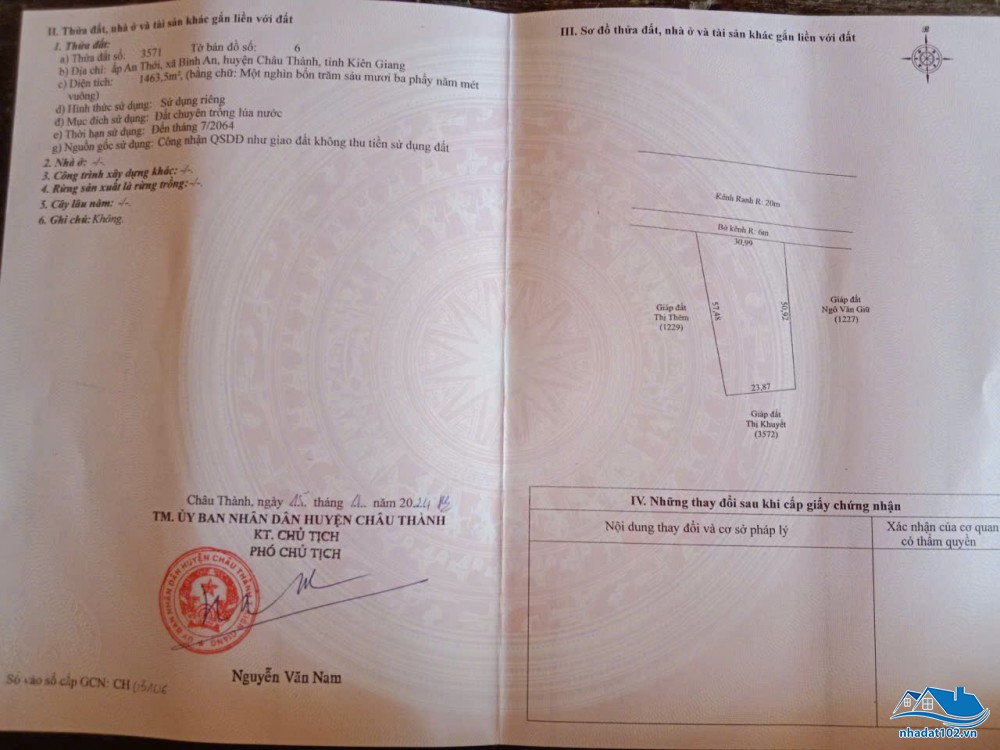 II. Thửa đất, nhà ở và tài sản khác gắn liền với đất
1. Thửa đất:
a) Thửa đất số: 3571 Tờ bản đồ số: 6
b) Địa chỉ: ấp An Thới, xã Bình An, huyện Châu Thành, tỉnh Kiên Giang
c) Diện tích: 1463,5m², (bằng chữ: Một nghìn bốn trăm sáu mươi ba phẩy năm mét
vuông)
d) Hình thức sử dụng: Sử dụng riêng
đ) Mục đích sử dụng: Đất chuyên trồng lúa nước
e) Thời hạn sử dụng: Đến tháng 7/2064
g) Nguồn gốc sử dụng: Công nhận QSDĐ như giao đất không thu tiền sử dụng đất
2. Nhà ở: -/-.
3. Công trình xây dựng khác: -/-.
4. Rừng sản xuất là rừng trồng: -/-.
5. Cây lâu năm: -/-.
6. Ghi chú: Không.
Châu Thành, ngày 15 tháng năm 2024
TM. ỦY BAN NHÂN DÂN HUYỆN CHÂU THÀNH
KT. CHỦ TỊCH
PHÓ CHỦ TỊCH
ỦY BAN NHÂN DÂN HUYỆN CHÂU THÀNH
Nguyễn Văn Nam
Số vào sổ cấp GCN: CH
III. Sơ đồ thửa đất, nhà ở và tài sản khác gắn liền với đất
Kênh Ranh R: 20m
Bờ kênh R: 6m
30,99
57,48
50,92
23,87
Giáp đất
Thị Thêm
(1229)
Giáp đất
Ngô Văn Giữ
(1227)
Giáp đất
Thị Khuyết
(3572)
IV. Những thay đổi sau khi cấp giấy chứng nhận
Nội dung thay đổi và cơ sở pháp lý
Xác nhận của cơ quan
có thẩm quyền
nhadat102.vn